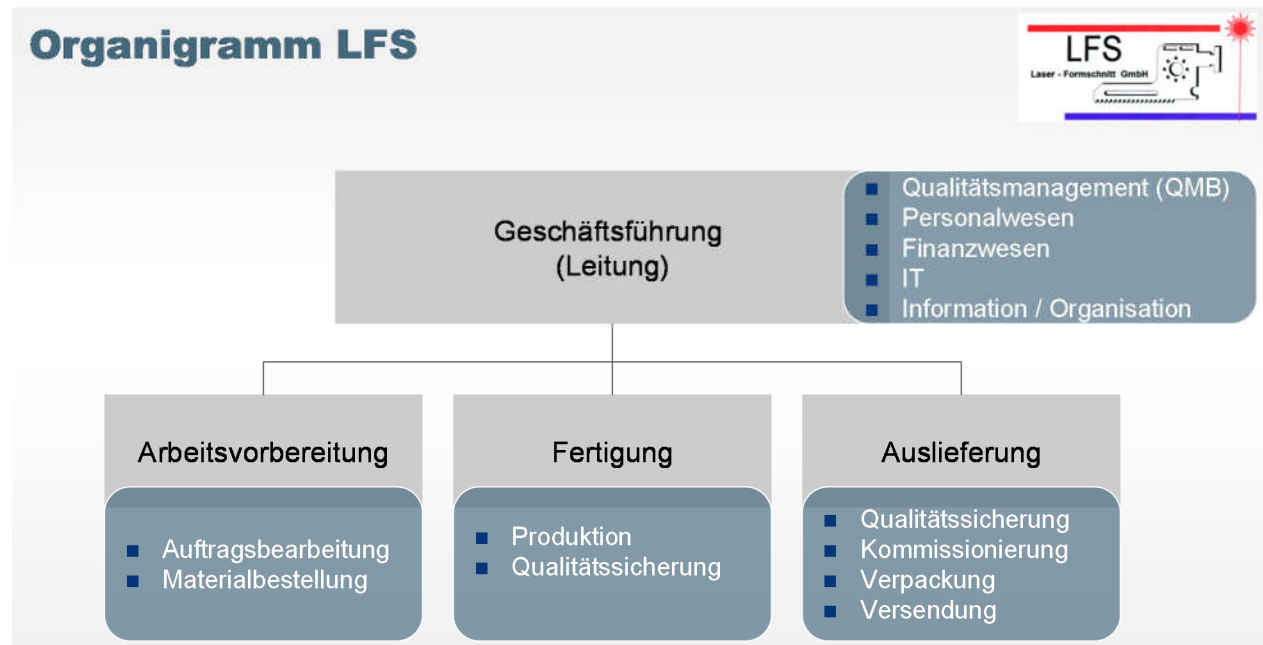 Organigramm LFS
LFS
Laser - Formschnitt GmbH
Geschäftsführung
(Leitung)
Qualitätsmanagement (QMB)
Personalwesen
Finanzwesen
IT
Information / Organisation
Arbeitsvorbereitung
Auftragsbearbeitung
Materialbestellung
Fertigung
Produktion
Qualitätssicherung
Auslieferung
Qualitätssicherung
Kommissionierung
Verpackung
Versendung